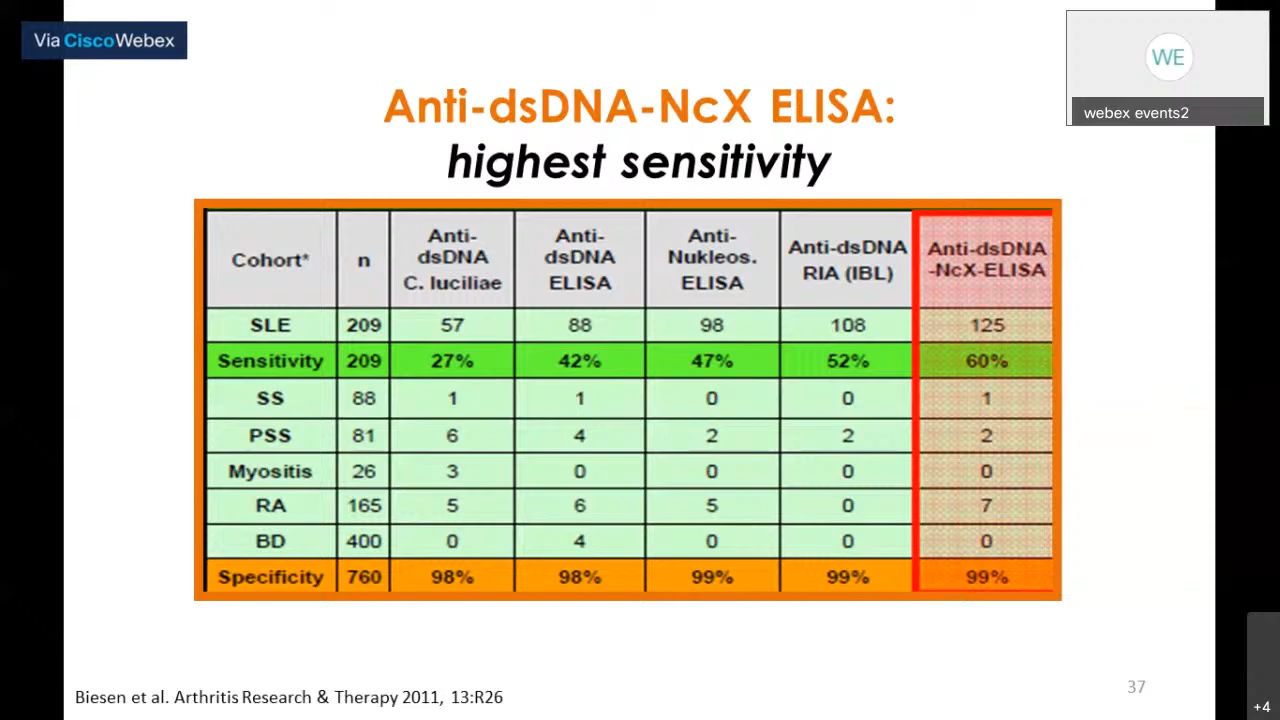 Via CiscoWebex
WE
webex events2
Anti-dsDNA-NcX ELISA:
highest sensitivity
Cohort* n Anti-dsDNA C. luciliae Anti-dsDNA ELISA Anti-Nukleos. ELISA Anti-dsDNA RIA (IBL) Anti-dsDNA-NcX-ELISA
SLE 209 57 88 98 108 125
Sensitivity 209 27% 42% 47% 52% 60%
SS 88 1 1 0 0 1
PSS 81 6 4 2 2 2
Myositis 26 3 0 0 0 0
RA 165 5 6 5 0 7
BD 400 0 4 0 0 0
Specificity 760 98% 98% 99% 99% 99%
Biesen et al. Arthritis Research & Therapy 2011, 13:R26
37
+4